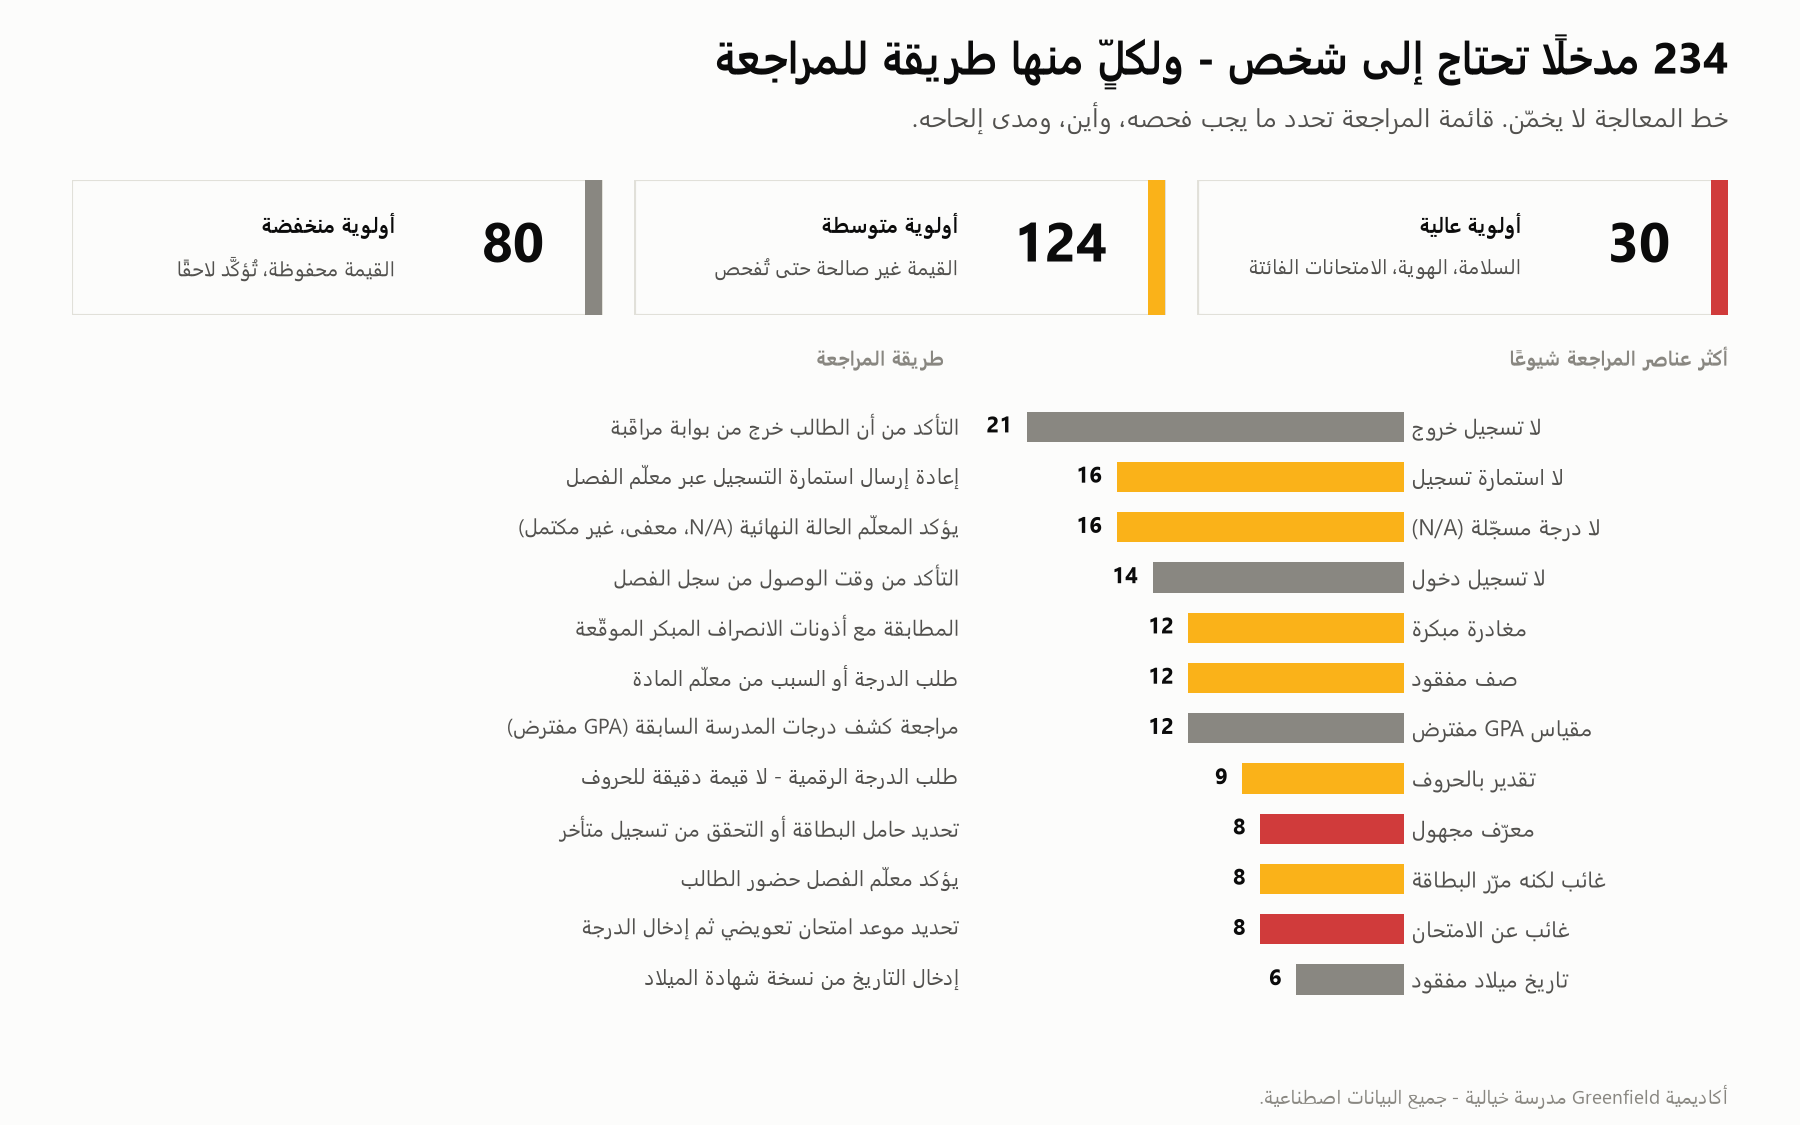 234 مدخلًا تحتاج إلى شخص - ولكلٍّ منها طريقة للمراجعة
خط المعالجة لا يخمّن. قائمة المراجعة تحدد ما يجب فحصه، وأين، ومدى إلحاحه.
30 أولوية عالية
السلامة، الهوية، الامتحانات الفائتة
124 أولوية متوسطة
القيمة غير صالحة حتى تُفحص
80 أولوية منخفضة
القيمة محفوظة، تُؤكَّد لاحقًا
أكثر عناصر المراجعة شيوعًا طريقة المراجعة
لا تسجيل خروج 21 التأكد من أن الطالب خرج من بوابة مراقَبة
لا استمارة تسجيل 16 إعادة إرسال استمارة التسجيل عبر معلّم الفصل
لا درجة مسجّلة (N/A) 16 يؤكد المعلّم الحالة النهائية (N/A، معفى، غير مكتمل)
لا تسجيل دخول 14 التأكد من وقت الوصول من سجل الفصل
مغادرة مبكرة 12 المطابقة مع أذونات الانصراف المبكر الموقّعة
صف مفقود 12 طلب الدرجة أو السبب من معلّم المادة
مقياس GPA مفترض 12 مراجعة كشف درجات المدرسة السابقة (GPA مفترض)
تقدير بالحروف 9 طلب الدرجة الرقمية - لا قيمة دقيقة للحروف
معرّف مجهول 8 تحديد حامل البطاقة أو التحقق من تسجيل متأخر
غائب لكنه مرّر البطاقة 8 يؤكد معلّم الفصل حضور الطالب
غائب عن الامتحان 8 تحديد موعد امتحان تعويضي ثم إدخال الدرجة
تاريخ ميلاد مفقود 6 إدخال التاريخ من نسخة شهادة الميلاد
أكاديمية Greenfield مدرسة خيالية - جميع البيانات اصطناعية.